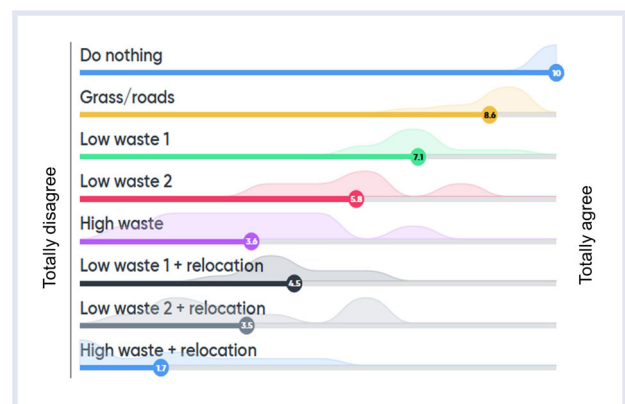 Do nothing
10
Grass/roads
8.6
Low waste 1
7.1
Low waste 2
5.8
High waste
3.6
Low waste 1 + relocation
4.5
Low waste 2 + relocation
3.5
High waste + relocation
1.7
Totally disagree
Totally agree